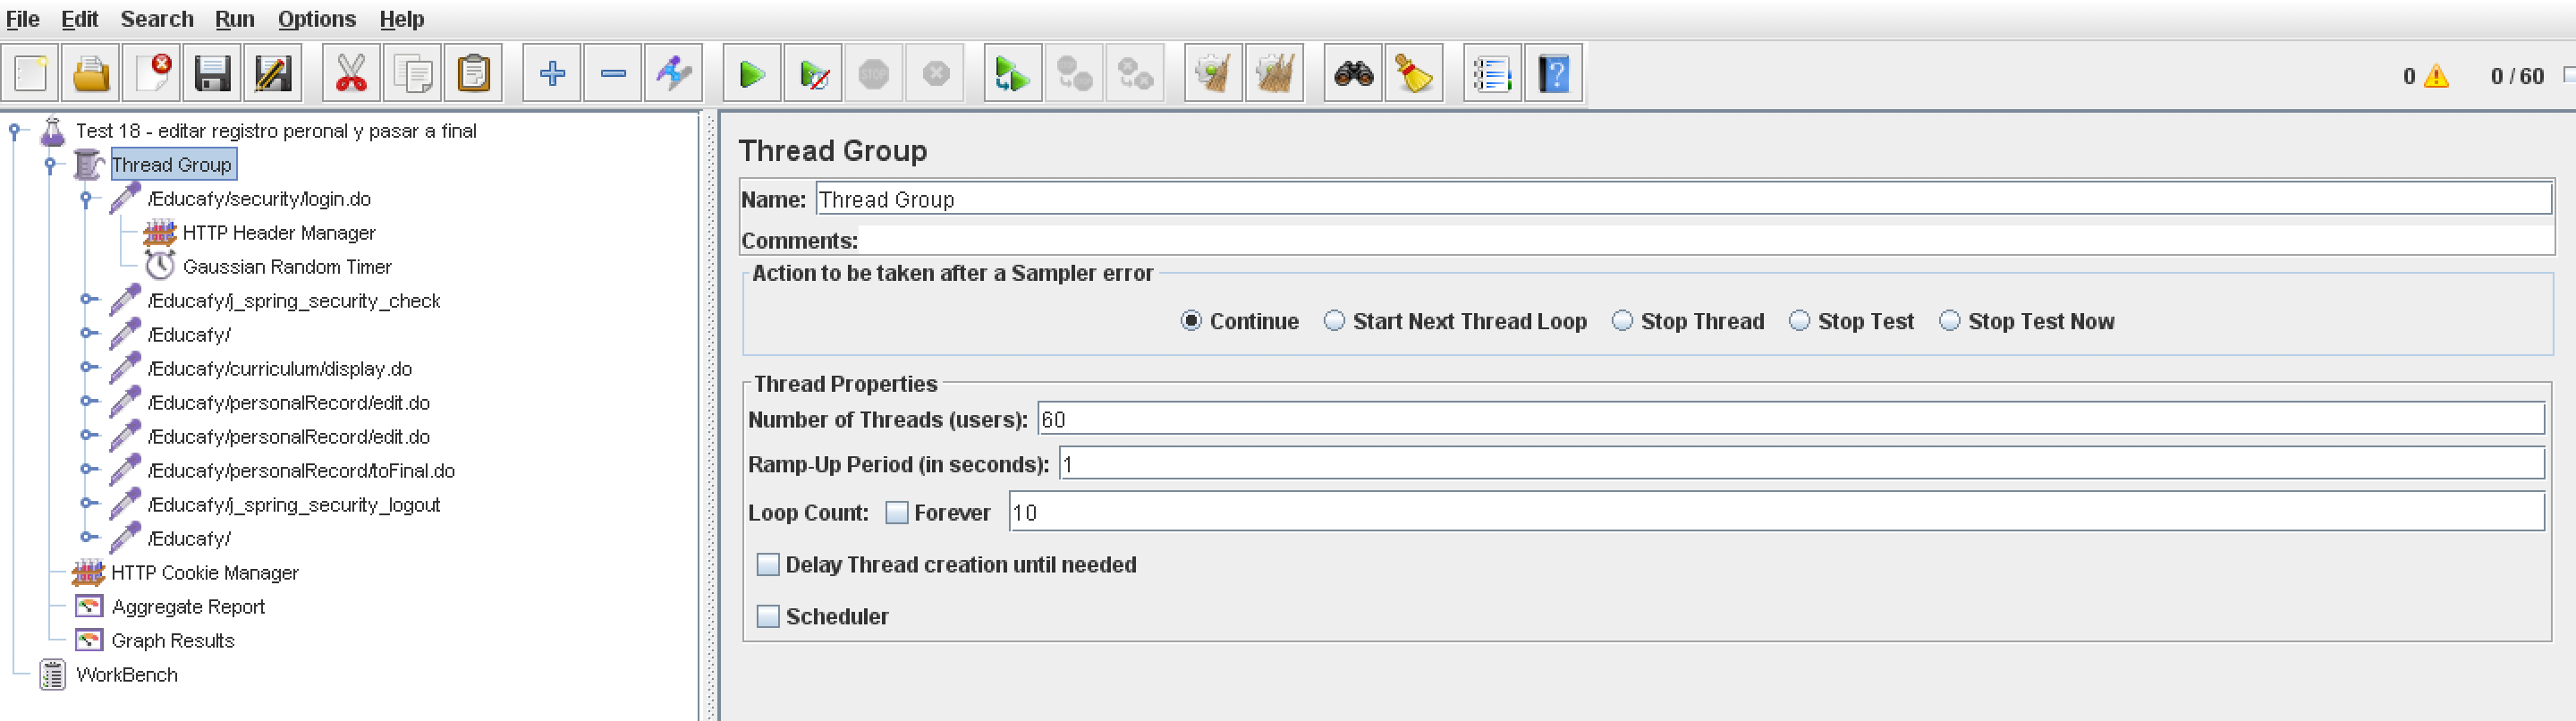 File Edit Search Run Options Help
STOP
0 0 / 60
Test 18 - editar registro peronal y pasar a final
Thread Group
/Educafy/security/login.do
HTTP Header Manager
Gaussian Random Timer
/Educafy/j_spring_security_check
/Educafy/
/Educafy/curriculum/display.do
/Educafy/personalRecord/edit.do
/Educafy/personalRecord/edit.do
/Educafy/personalRecord/toFinal.do
/Educafy/j_spring_security_logout
/Educafy/
HTTP Cookie Manager
Aggregate Report
Graph Results
WorkBench
Thread Group
Name: Thread Group
Comments:
Action to be taken after a Sampler error
Continue Start Next Thread Loop Stop Thread Stop Test Stop Test Now
Thread Properties
Number of Threads (users): 60
Ramp-Up Period (in seconds): 1
Loop Count: Forever 10
Delay Thread creation until needed
Scheduler